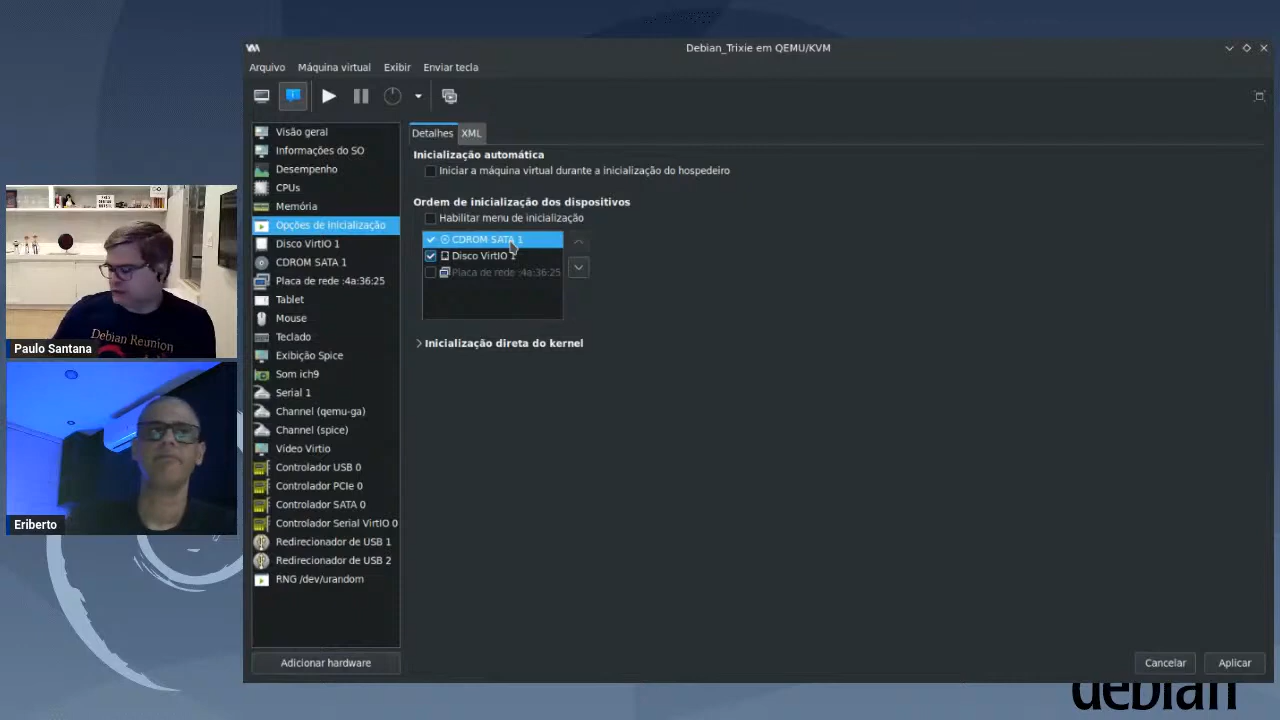 Debian_Trixie em QEMU/KVM
Arquivo Máquina virtual Exibir Enviar tecla
Visão geral
Informações do SO
Desempenho
CPUs
Memória
Opções de Inicialização
Disco VirtIO 1
CDROM SATA 1
Placa de rede :4a:36:25
Tablet
Mouse
Teclado
Exibição Spice
Som ich9
Serial 1
Channel (qemu-ga)
Channel (spice)
Vídeo Virtio
Controlador USB 0
Controlador PCIe 0
Controlador SATA 0
Controlador Serial VirtIO 0
Redirecionador de USB 1
Redirecionador de USB 2
RNG /dev/urandom
Adicionar hardware
Detalhes XML
Inicialização automática
Iniciar a máquina virtual durante a inicialização do hospedeiro
Ordem de inicialização dos dispositivos
Habilitar menu de inicialização
CDROM SATA 1
Disco VirtIO 1
Placa de rede :4a:36:25
Inicialização direta do kernel
Cancelar Aplicar
Debian Reunion
Paulo Santana
Eriberto
debian